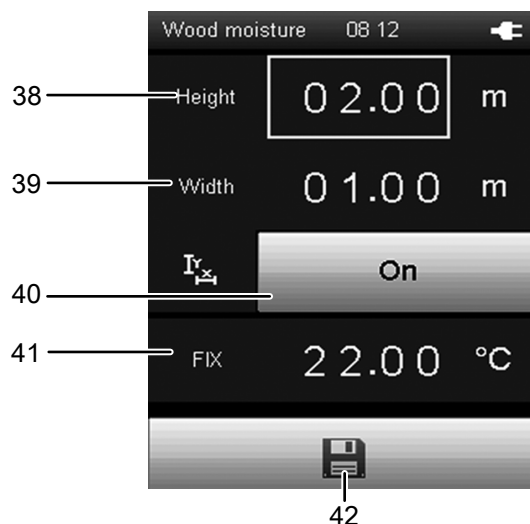 Wood moisture 08 12
38 Height 02.00 m
39 Width 01.00 m
40 On
41 FIX 22.00 °C
42